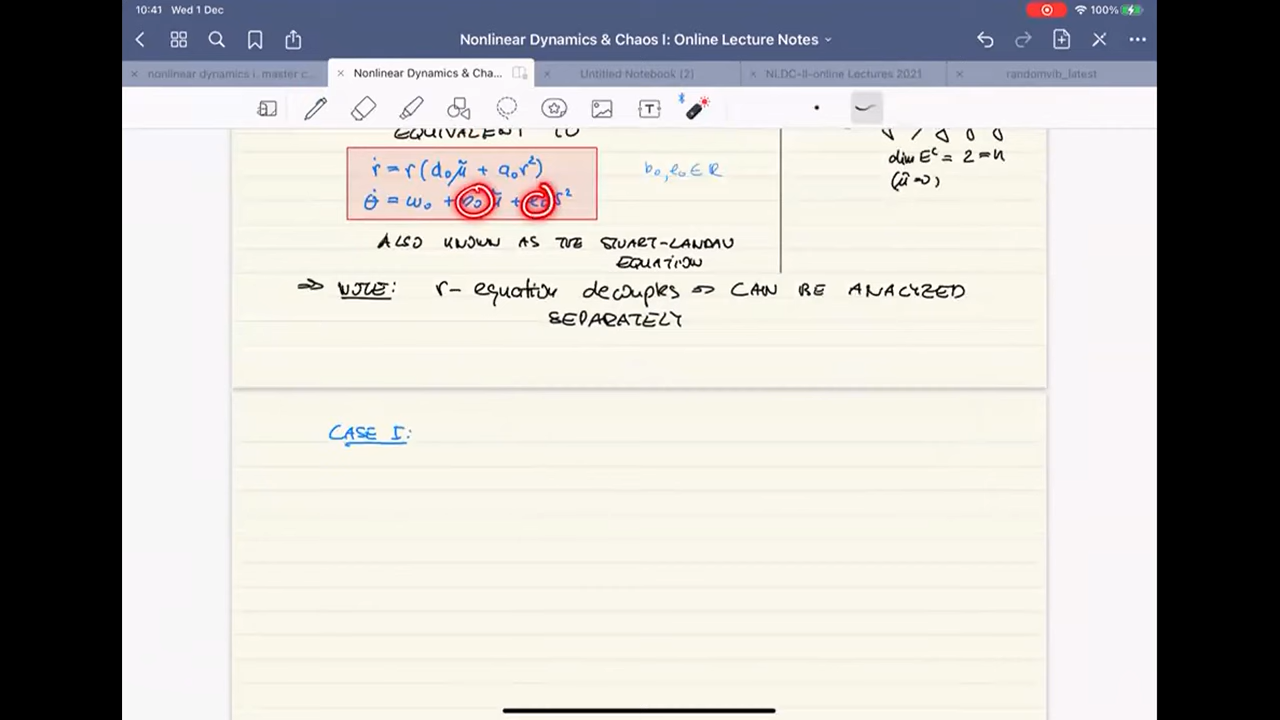 10:41 Wed 1 Dec
100%
Nonlinear Dynamics & Chaos I: Online Lecture Notes
nonlinear dynamics i. master c...
Nonlinear Dynamics & Cha...
Untitled Notebook (2)
NLDC-II-online Lectures 2021
randomvib_latest
EQUIVALENT TO
ṙ = r(d₀μ̃ + a₀r²)
b₀, e₀ ∈ ℝ
dim Eᶜ = 2 = n
(μ̃=0)
θ̇ = ω₀ +
ALSO KNOWN AS THE STUART-LANDAU
EQUATION
⇒ NOTE: r- equation decouples ⇒ CAN BE ANALYZED
SEPARATELY
CASE I: